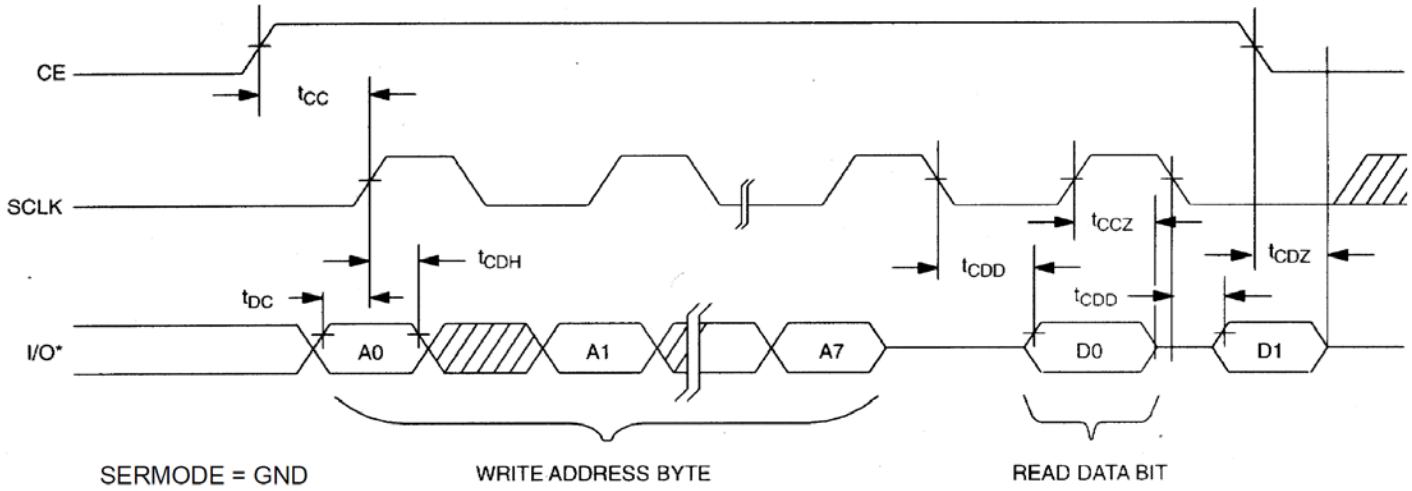 CE
tCC
SCLK
tCCZ
tCDH
tCDD
tCDZ
tDC
tCDD
I/O*
A0
A1
A7
D0
D1
SERMODE = GND
WRITE ADDRESS BYTE
READ DATA BIT